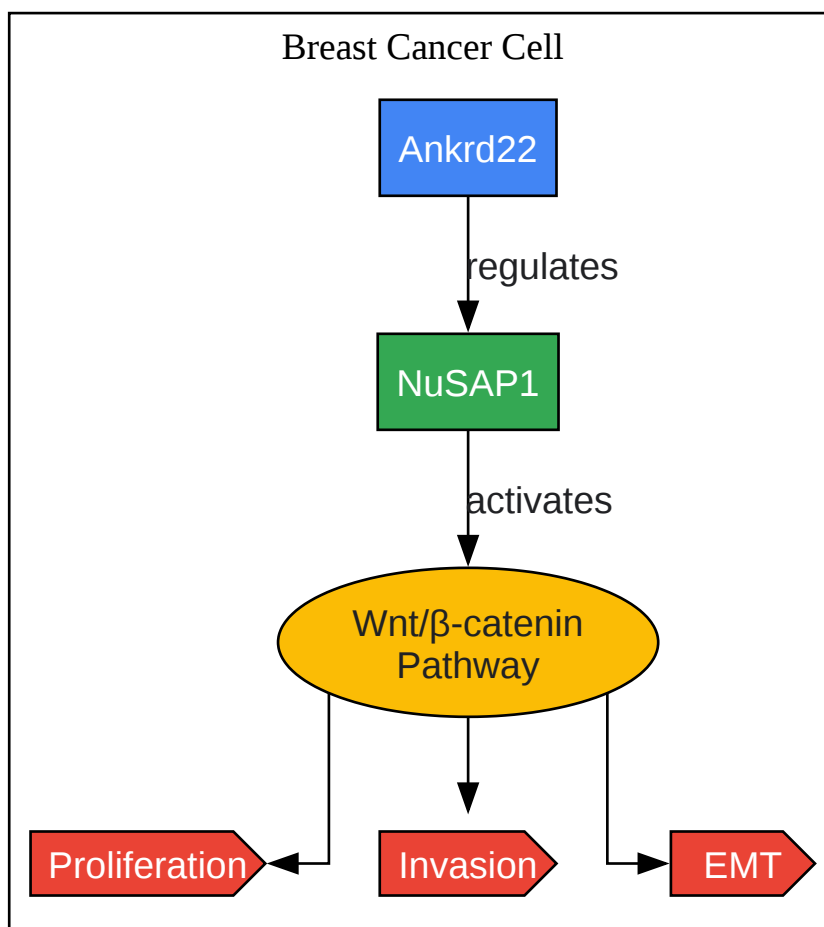 Breast Cancer Cell
Ankrd22
regulates
NuSAP1
activates
Wnt/β-catenin
Pathway
Proliferation
Invasion
EMT